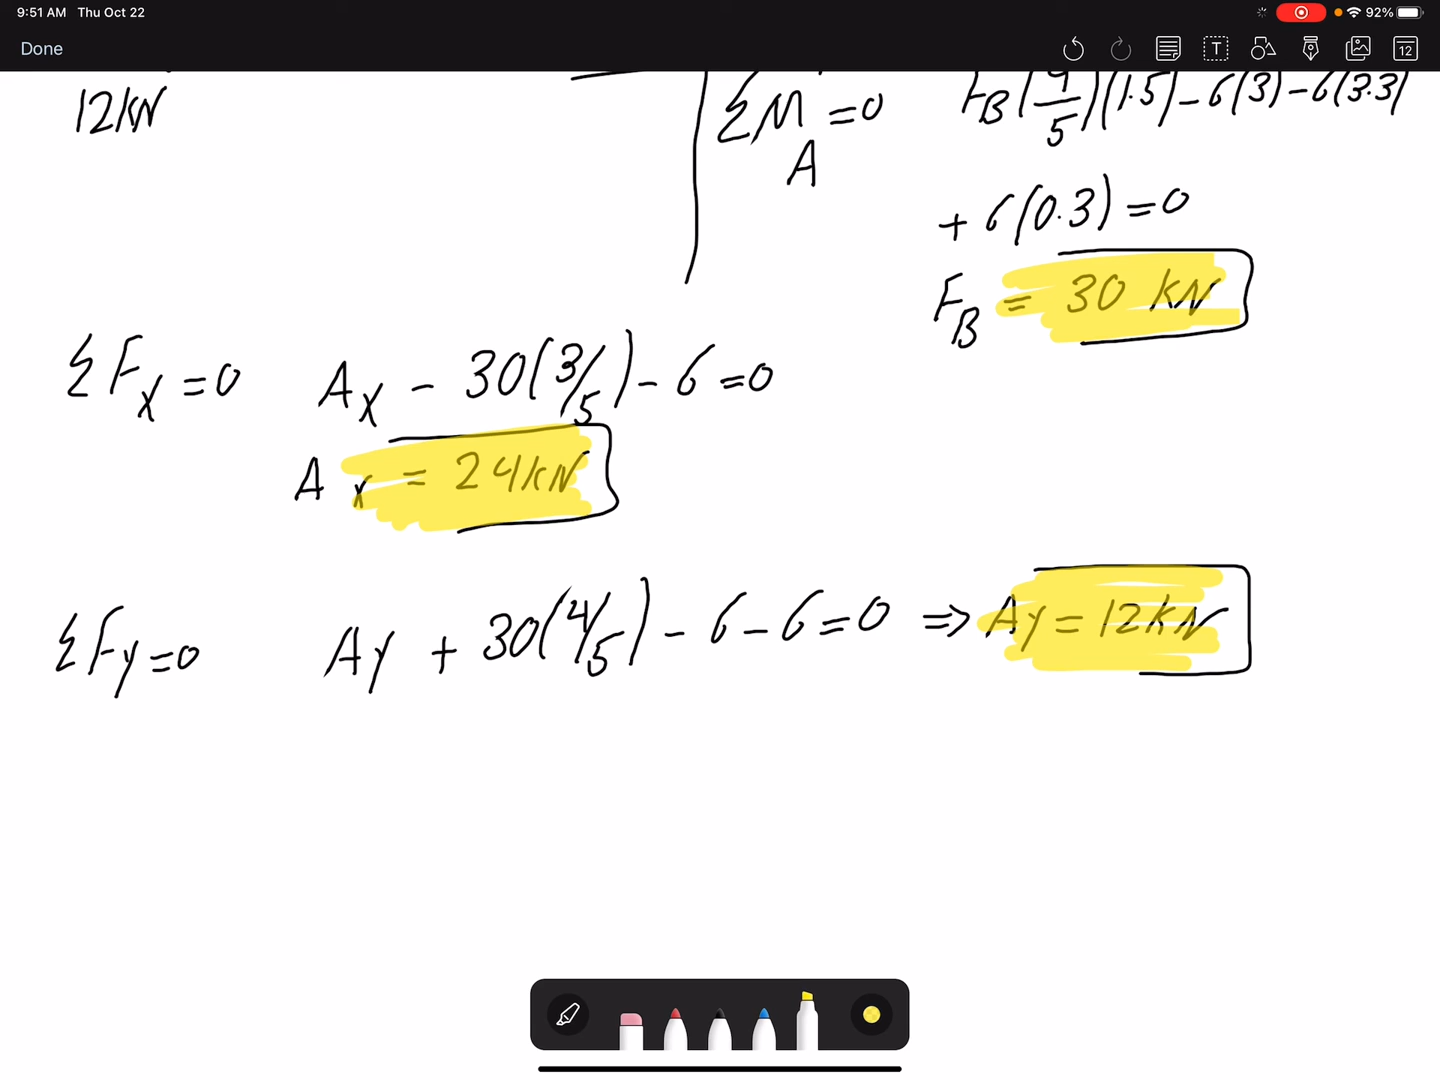 9:51 AM Thu Oct 22
92%
Done
T
12
12KN
ΣM_A = 0
F_B(4/5)(1.5) - 6(3) - 6(3.3)
+ 6(0.3) = 0
F_B = 30 KN
ΣF_x = 0 A_x - 30(3/5) - 6 = 0
A_x = 24KN
ΣF_y = 0 A_y + 30(4/5) - 6 - 6 = 0 ⇒ A_y = 12KN